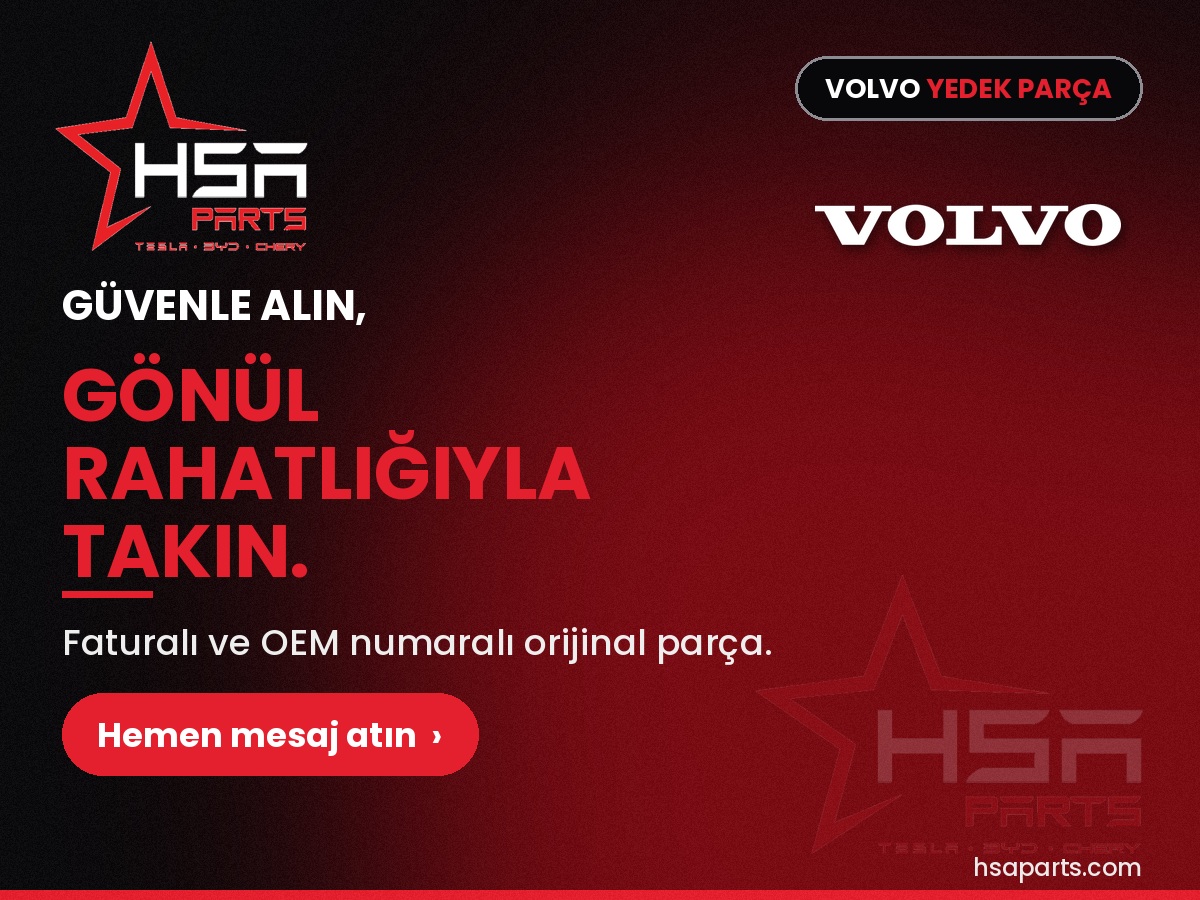 HSA
PARTS
TESLA • BYD • CHERY
VOLVO YEDEK PARÇA
VOLVO
GÜVENLE ALIN,
GÖNÜL
RAHATLIĞIYLA
TAKIN.
Faturalı ve OEM numaralı orijinal parça.
Hemen mesaj atın ›
HSA
PARTS
TESLA • BYD • CHERY
hsaparts.com